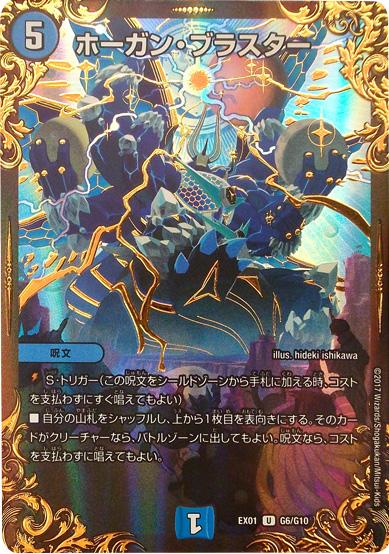 5
ホーガン・ブラスター
呪文
illus. hideki ishikawa
S・トリガー(この呪文をシールドゾーンから手札に加える時、コスト
を支払わずにすぐ唱えてもよい)
■自分の山札をシャッフルし、上から1枚目を表向きにする。そのカー
ドがクリーチャーなら、バトルゾーンに出してもよい。呪文なら、コスト
を支払わずに唱えてもよい。
1
EX01 U G6/G10
©2017 Wizards/Shogakukan/Mitsui-Kids